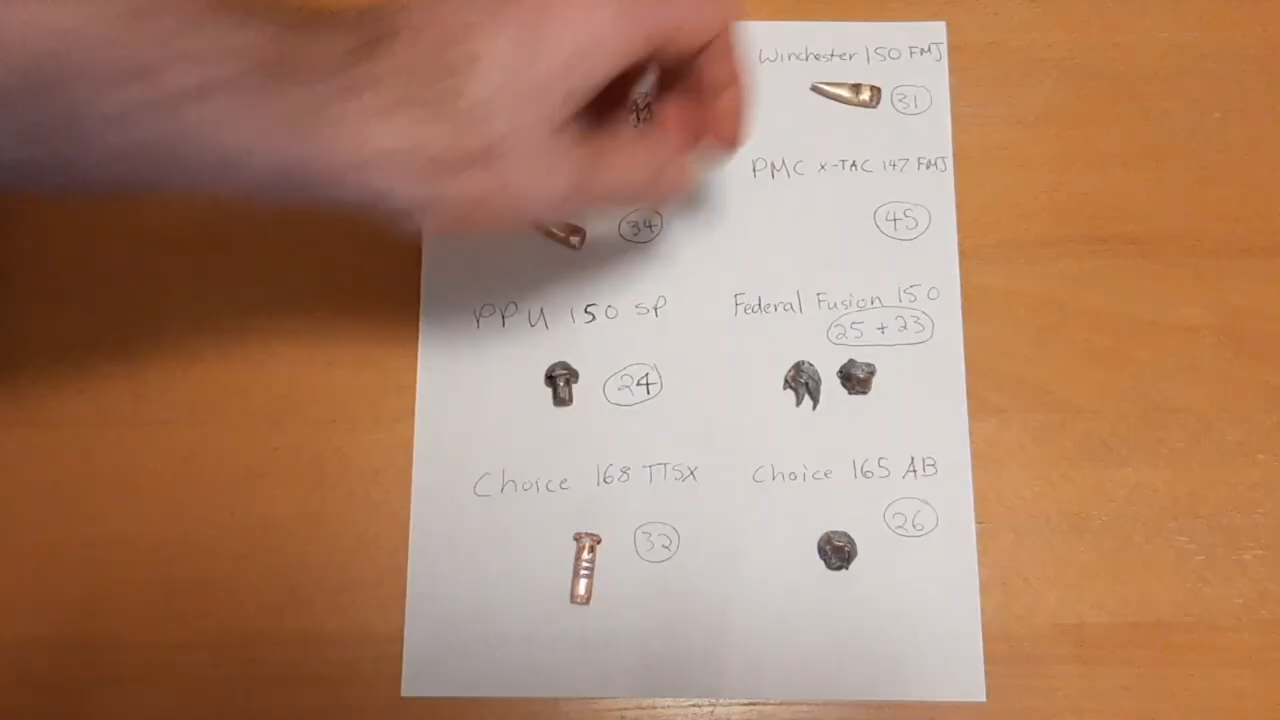 Winchester 150 FMJ
31
PMC X-TAC 147 FMJ
34
45
PPU 150 SP
Federal Fusion 150
25 + 23
24
Choice 168 TTSX
Choice 165 AB
32
26